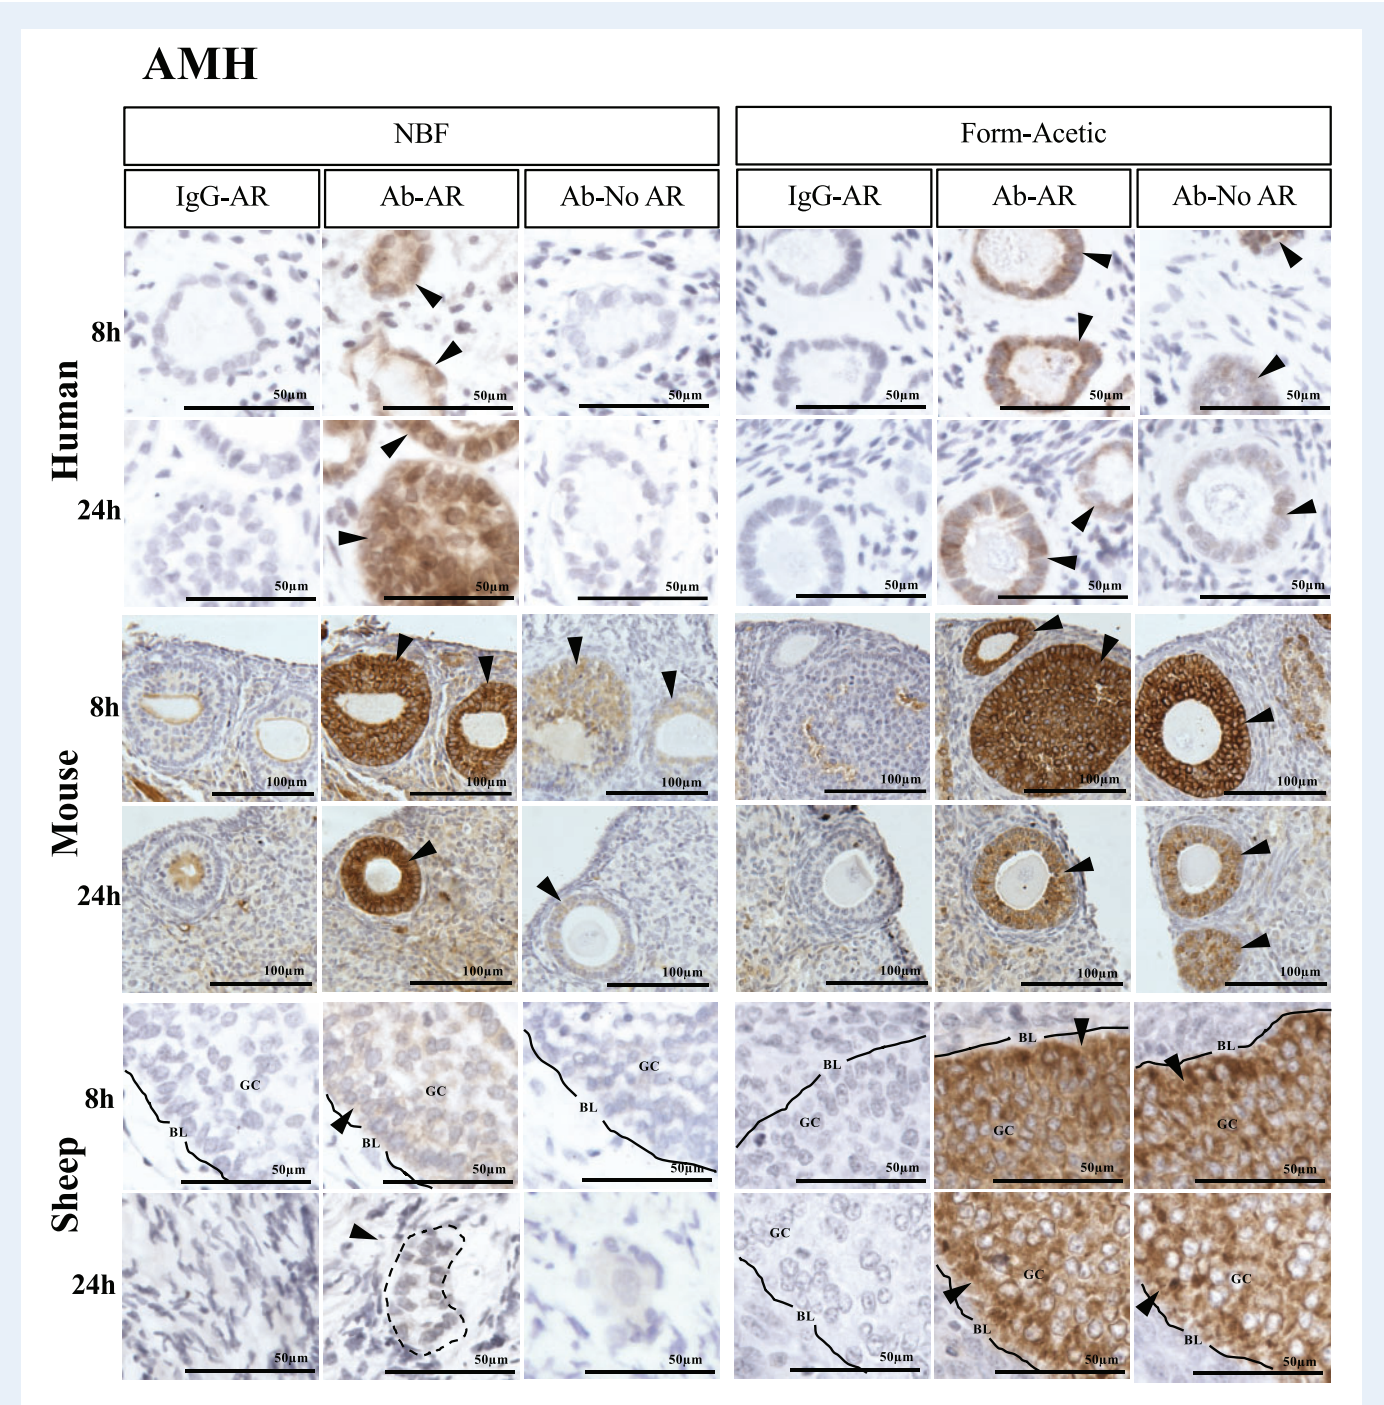 AMH
NBF Form-Acetic
IgG-AR Ab-AR Ab-No AR IgG-AR Ab-AR Ab-No AR
Human
8h
50µm 50µm 50µm 50µm 50µm 50µm
24h
50µm 50µm 50µm 50µm 50µm 50µm
Mouse
8h
100µm 100µm 100µm 100µm 100µm 100µm
24h
100µm 100µm 100µm 100µm 100µm 100µm
Sheep
8h
GC BL 50µm
GC BL 50µm
GC BL 50µm
BL GC 50µm
BL GC 50µm
BL GC 50µm
24h
50µm
50µm
50µm
GC BL 50µm
GC BL 50µm
GC BL 50µm